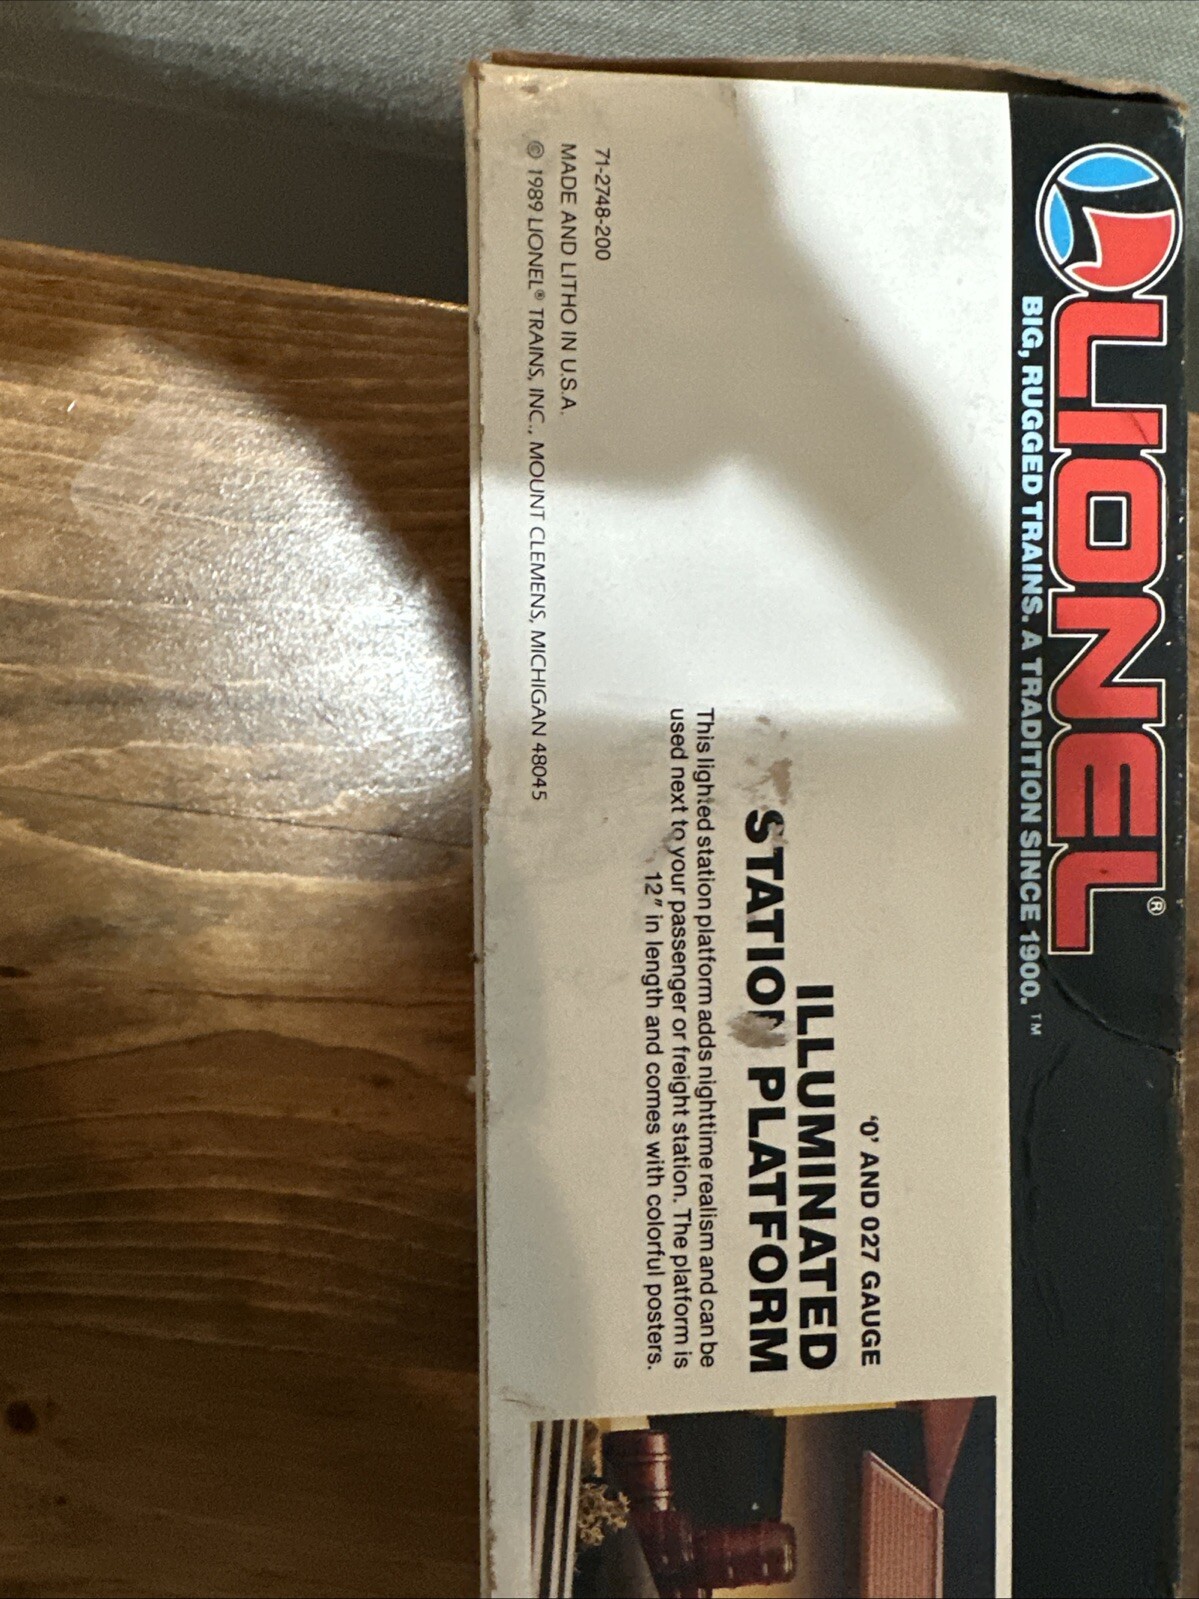 LIONEL®
BIG, RUGGED TRAINS. A TRADITION SINCE 1900.™
'0' AND 027 GAUGE
ILLUMINATED
STATION PLATFORM
This lighted station platform adds nighttime realism and can be
used next to your passenger or freight station. The platform is
12" in length and comes with colorful posters.
71-2748-200
MADE AND LITHO IN U.S.A.
© 1989 LIONEL® TRAINS, INC., MOUNT CLEMENS, MICHIGAN 48045